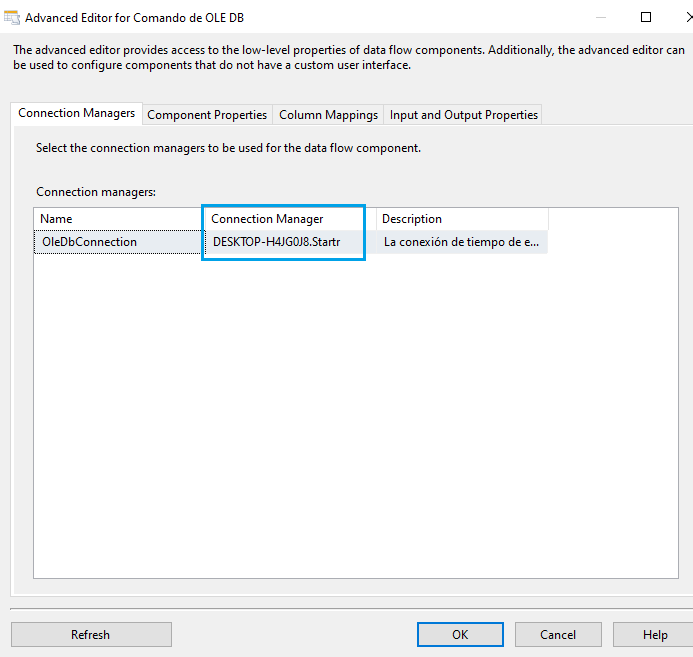 Advanced Editor for Comando de OLE DB
The advanced editor provides access to the low-level properties of data flow components. Additionally, the advanced editor can
be used to configure components that do not have a custom user interface.
Connection Managers Component Properties Column Mappings Input and Output Properties
Select the connection managers to be used for the data flow component.
Connection managers:
Name Connection Manager Description
OleDbConnection DESKTOP-H4JG0J8.Startr La conexión de tiempo de e...
Refresh OK Cancel Help